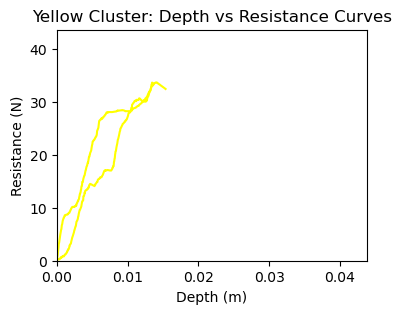 Yellow Cluster: Depth vs Resistance Curves
Resistance (N)
40
30
20
10
0
0.00 0.01 0.02 0.03 0.04
Depth (m)